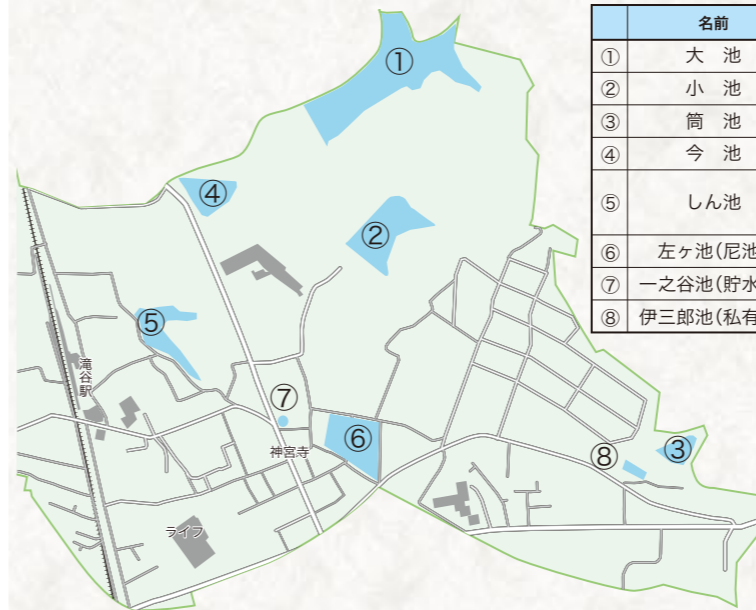 名前
① 大 池
② 小 池
③ 筒 池
④ 今 池
⑤ しん池
⑥ 左ヶ池(尼池
⑦ 一之谷池(貯水
⑧ 伊三郎池(私有
①
④
②
⑤
滝谷駅
⑦
⑥
神宮寺
⑧
③
ライフ